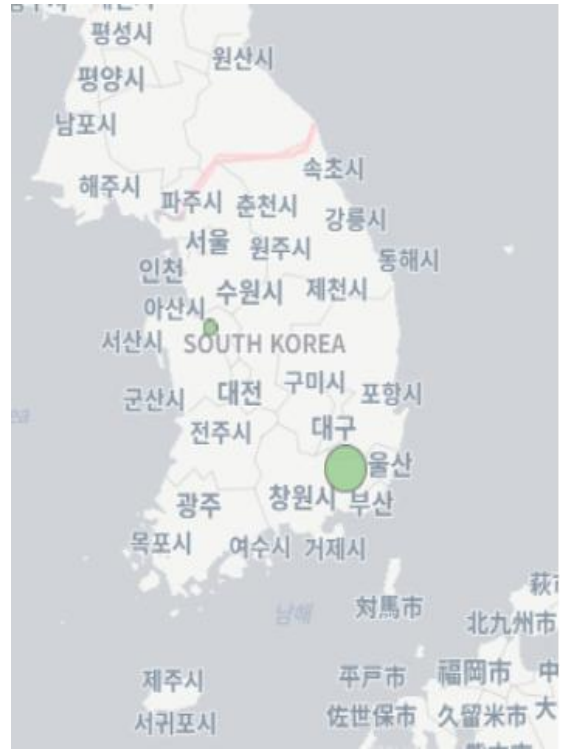 평성시
원산시
평양시
남포시
속초시
해주시
파주시 춘천시
강릉시
서울 원주시
동해시
인천
수원시 제천시
아산시
서산시 SOUTH KOREA
구미시
대전 포항시
군산시
대구
전주시
울산
창원시 부산
광주
목포시 여수시 거제시
남해
対馬市
北九州市
제주시 平戸市 福岡市 中
서귀포시 佐世保市 久留米市 大